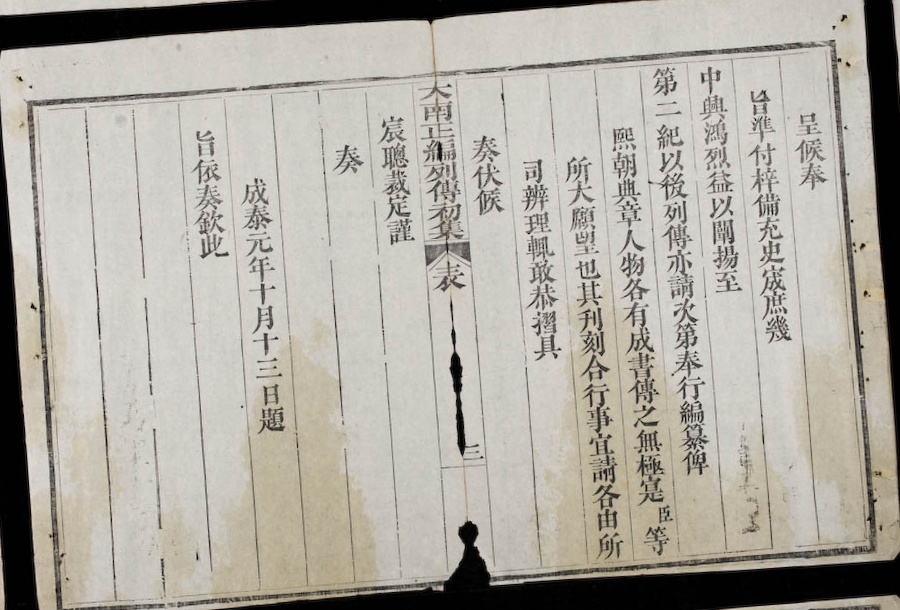 呈候奉
旨準付梓備充史宬庶幾
中興鴻烈益以闡揚至
第二紀以後列傳亦請次第奉行編纂俾
熙朝典章人物各有成書傳之無極寔臣等
所大願望也其刊刻合行事宜請各由所
司辨理輒敢恭摺具
奏伏候
大南正編列傳初集 表 三
宸聰裁定謹
奏
成泰元年十月十三日題
旨依奏欽此